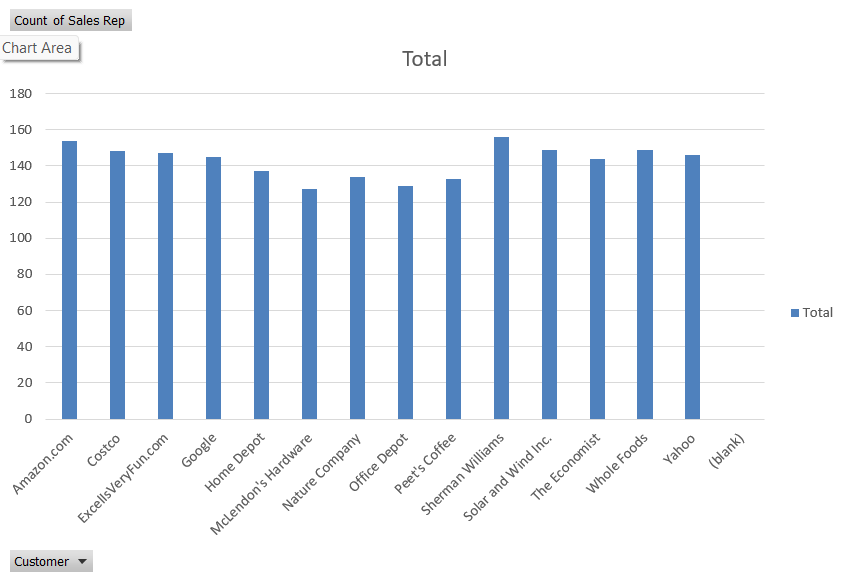 Count of Sales Rep
Chart Area
Total
180
160
140
120
100
80
60
40
20
0
Total
Amazon.com
Costco
ExcelIsVeryFun.com
Google
Home Depot
McLendon's Hardware
Nature Company
Office Depot
Peet's Coffee
Sherman Williams
Solar and Wind Inc.
The Economist
Whole Foods
Yahoo
(blank)
Customer